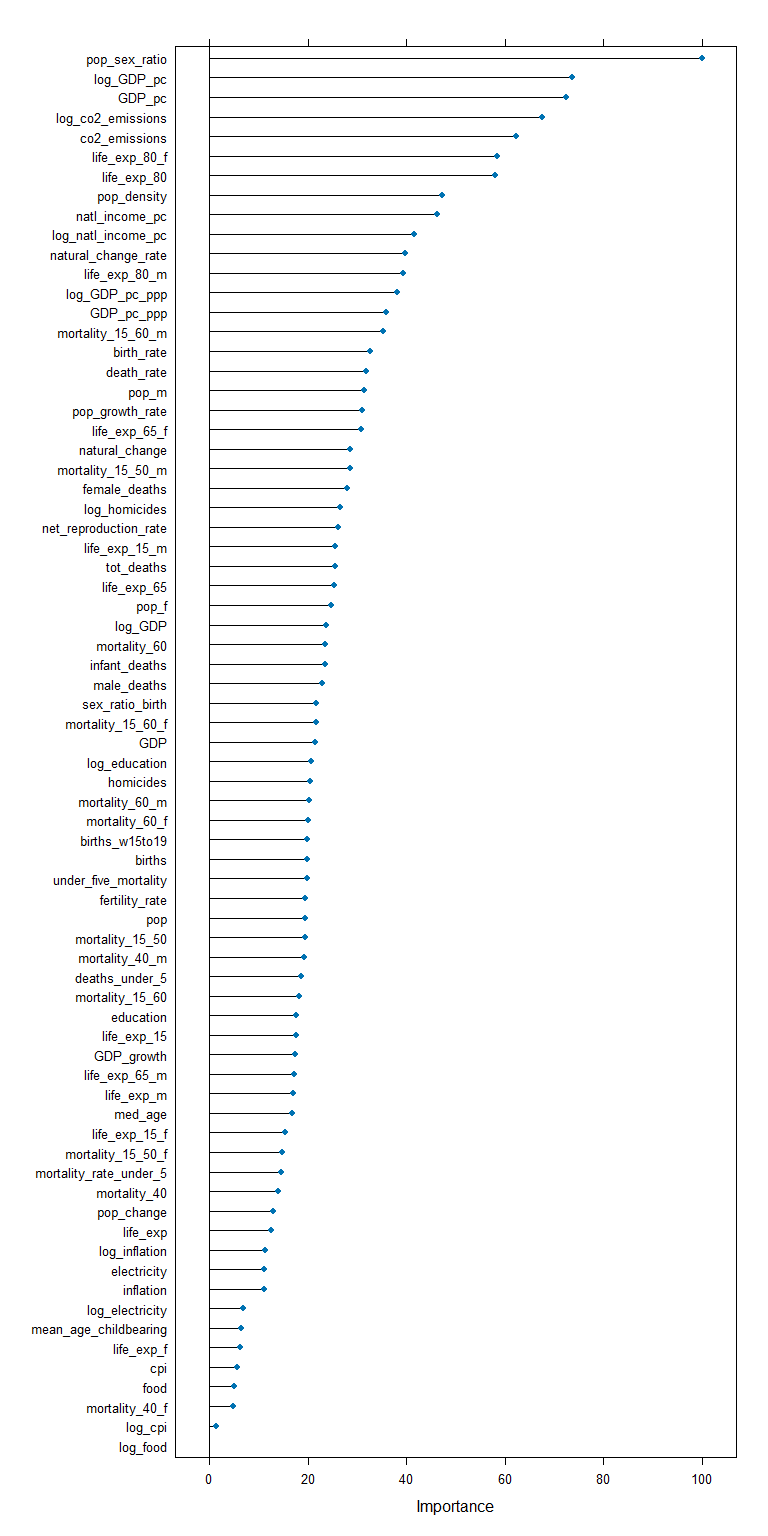 pop_sex_ratio
log_GDP_pc
GDP_pc
log_co2_emissions
co2_emissions
life_exp_80_f
life_exp_80
pop_density
natl_income_pc
log_natl_income_pc
natural_change_rate
life_exp_80_m
log_GDP_pc_ppp
GDP_pc_ppp
mortality_15_60_m
birth_rate
death_rate
pop_m
pop_growth_rate
life_exp_65_f
natural_change
mortality_15_50_m
female_deaths
log_homicides
net_reproduction_rate
life_exp_15_m
tot_deaths
life_exp_65
pop_f
log_GDP
mortality_60
infant_deaths
male_deaths
sex_ratio_birth
mortality_15_60_f
GDP
log_education
homicides
mortality_60_m
mortality_60_f
births_w15to19
births
under_five_mortality
fertility_rate
pop
mortality_15_50
mortality_40_m
deaths_under_5
mortality_15_60
education
life_exp_15
GDP_growth
life_exp_65_m
life_exp_m
med_age
life_exp_15_f
mortality_15_50_f
mortality_rate_under_5
mortality_40
pop_change
life_exp
log_inflation
electricity
inflation
log_electricity
mean_age_childbearing
life_exp_f
cpi
food
mortality_40_f
log_cpi
log_food
0 20 40 60 80 100
Importance